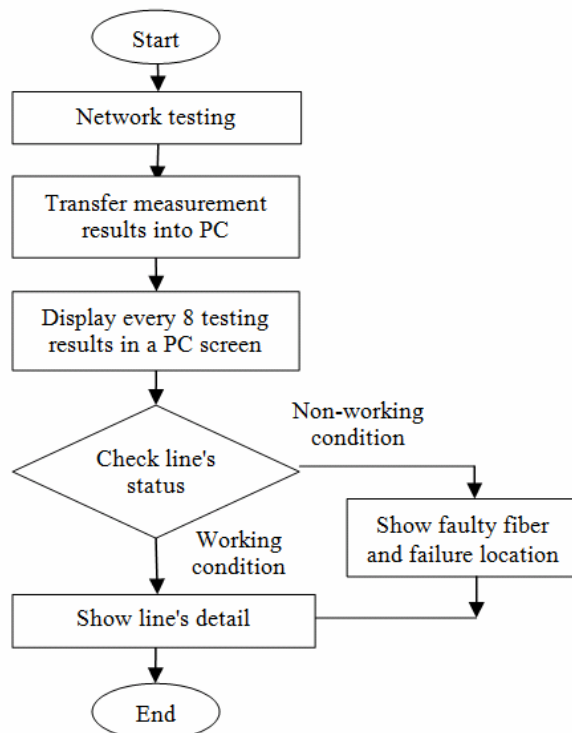 Start
Network testing
Transfer measurement
results into PC
Display every 8 testing
results in a PC screen
Check line's
status
Non-working
condition
Show faulty fiber
and failure location
Working
condition
Show line's detail
End